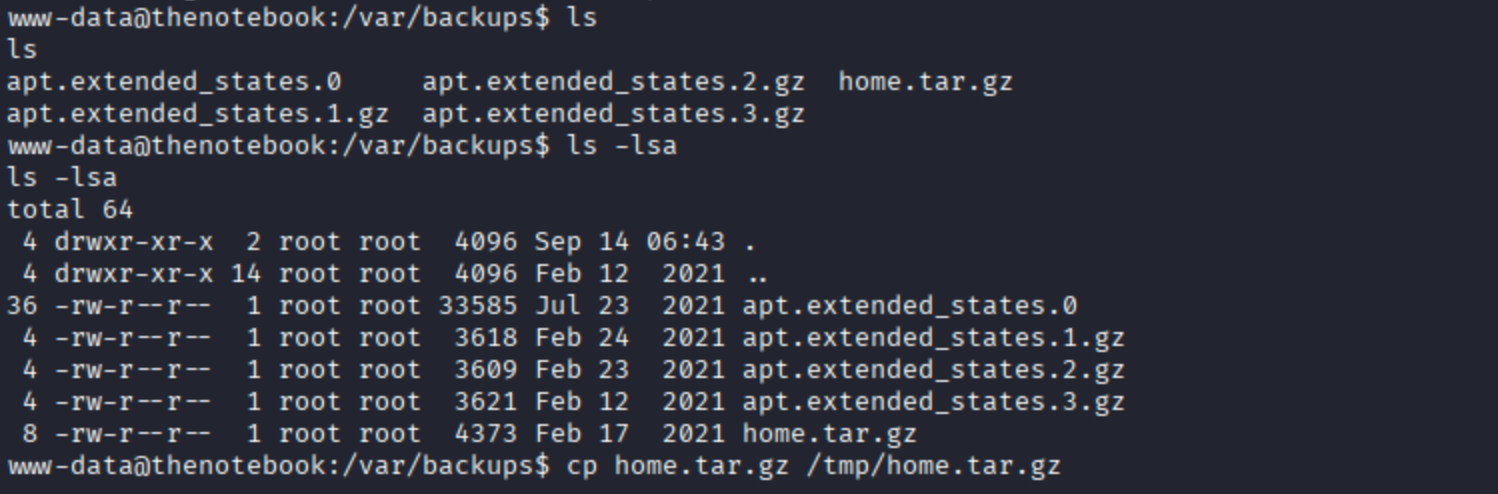 www-data@thenotebook:/var/backups$ ls
ls
apt.extended_states.0     apt.extended_states.2.gz  home.tar.gz
apt.extended_states.1.gz  apt.extended_states.3.gz
www-data@thenotebook:/var/backups$ ls -lsa
ls -lsa
total 64
 4 drwxr-xr-x  2 root root  4096 Sep 14 06:43 .
 4 drwxr-xr-x 14 root root  4096 Feb 12  2021 ..
36 -rw-r--r--  1 root root 33585 Jul 23  2021 apt.extended_states.0
 4 -rw-r--r--  1 root root  3618 Feb 24  2021 apt.extended_states.1.gz
 4 -rw-r--r--  1 root root  3609 Feb 23  2021 apt.extended_states.2.gz
 4 -rw-r--r--  1 root root  3621 Feb 12  2021 apt.extended_states.3.gz
 8 -rw-r--r--  1 root root  4373 Feb 17  2021 home.tar.gz
www-data@thenotebook:/var/backups$ cp home.tar.gz /tmp/home.tar.gz